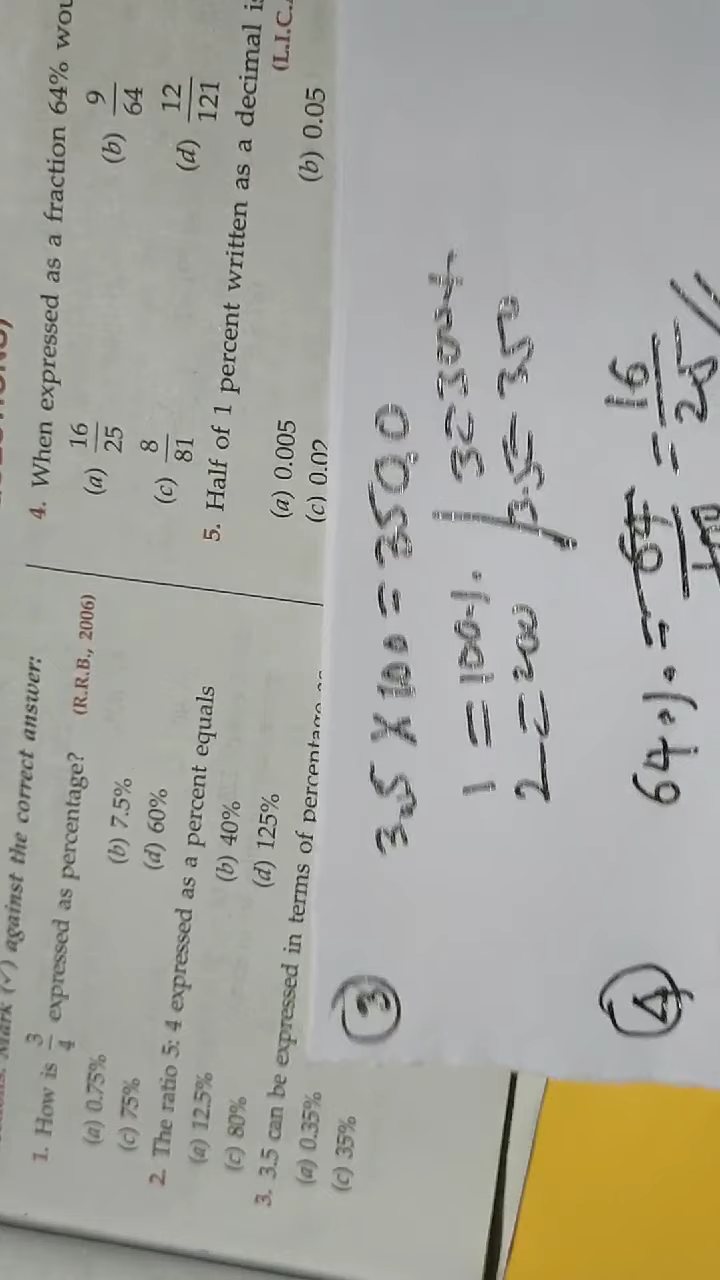 Mark (✓) against the correct answer:
1. How is 3/4 expressed as percentage? (R.R.B., 2006)
(a) 0.75% (b) 7.5%
(c) 75% (d) 60%
2. The ratio 5 : 4 expressed as a percent equals
(a) 12.5% (b) 40%
(c) 80% (d) 125%
3. 3.5 can be expressed in terms of percentage as
(a) 0.35%
(c) 35%
4. When expressed as a fraction 64% wou
(a) 16/25 (b) 9/64
(c) 8/81 (d) 12/121
5. Half of 1 percent written as a decimal is
(L.I.C.
(a) 0.005 (b) 0.05
(c) 0.02
3
3.5 × 100 = 350.0
1 = 100%
2 = 200
3.5 = 350
4
64% = 64/100 = 16/25